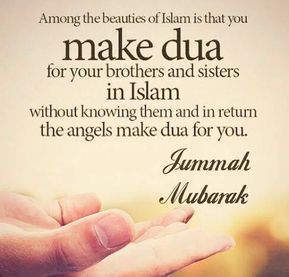 Among the beauties of Islam is that you
make dua
for your brothers and sisters
in Islam
without knowing them and in return
the angels make dua for you.
Jummah
Mubarak